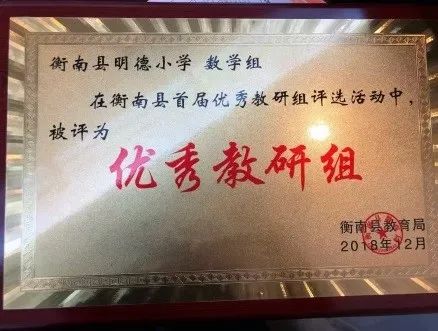 衡南县明德小学 数学组
在衡南县首届优秀教研组评选活动中,
被评为
优秀教研组
衡南县教育局
2018年12月